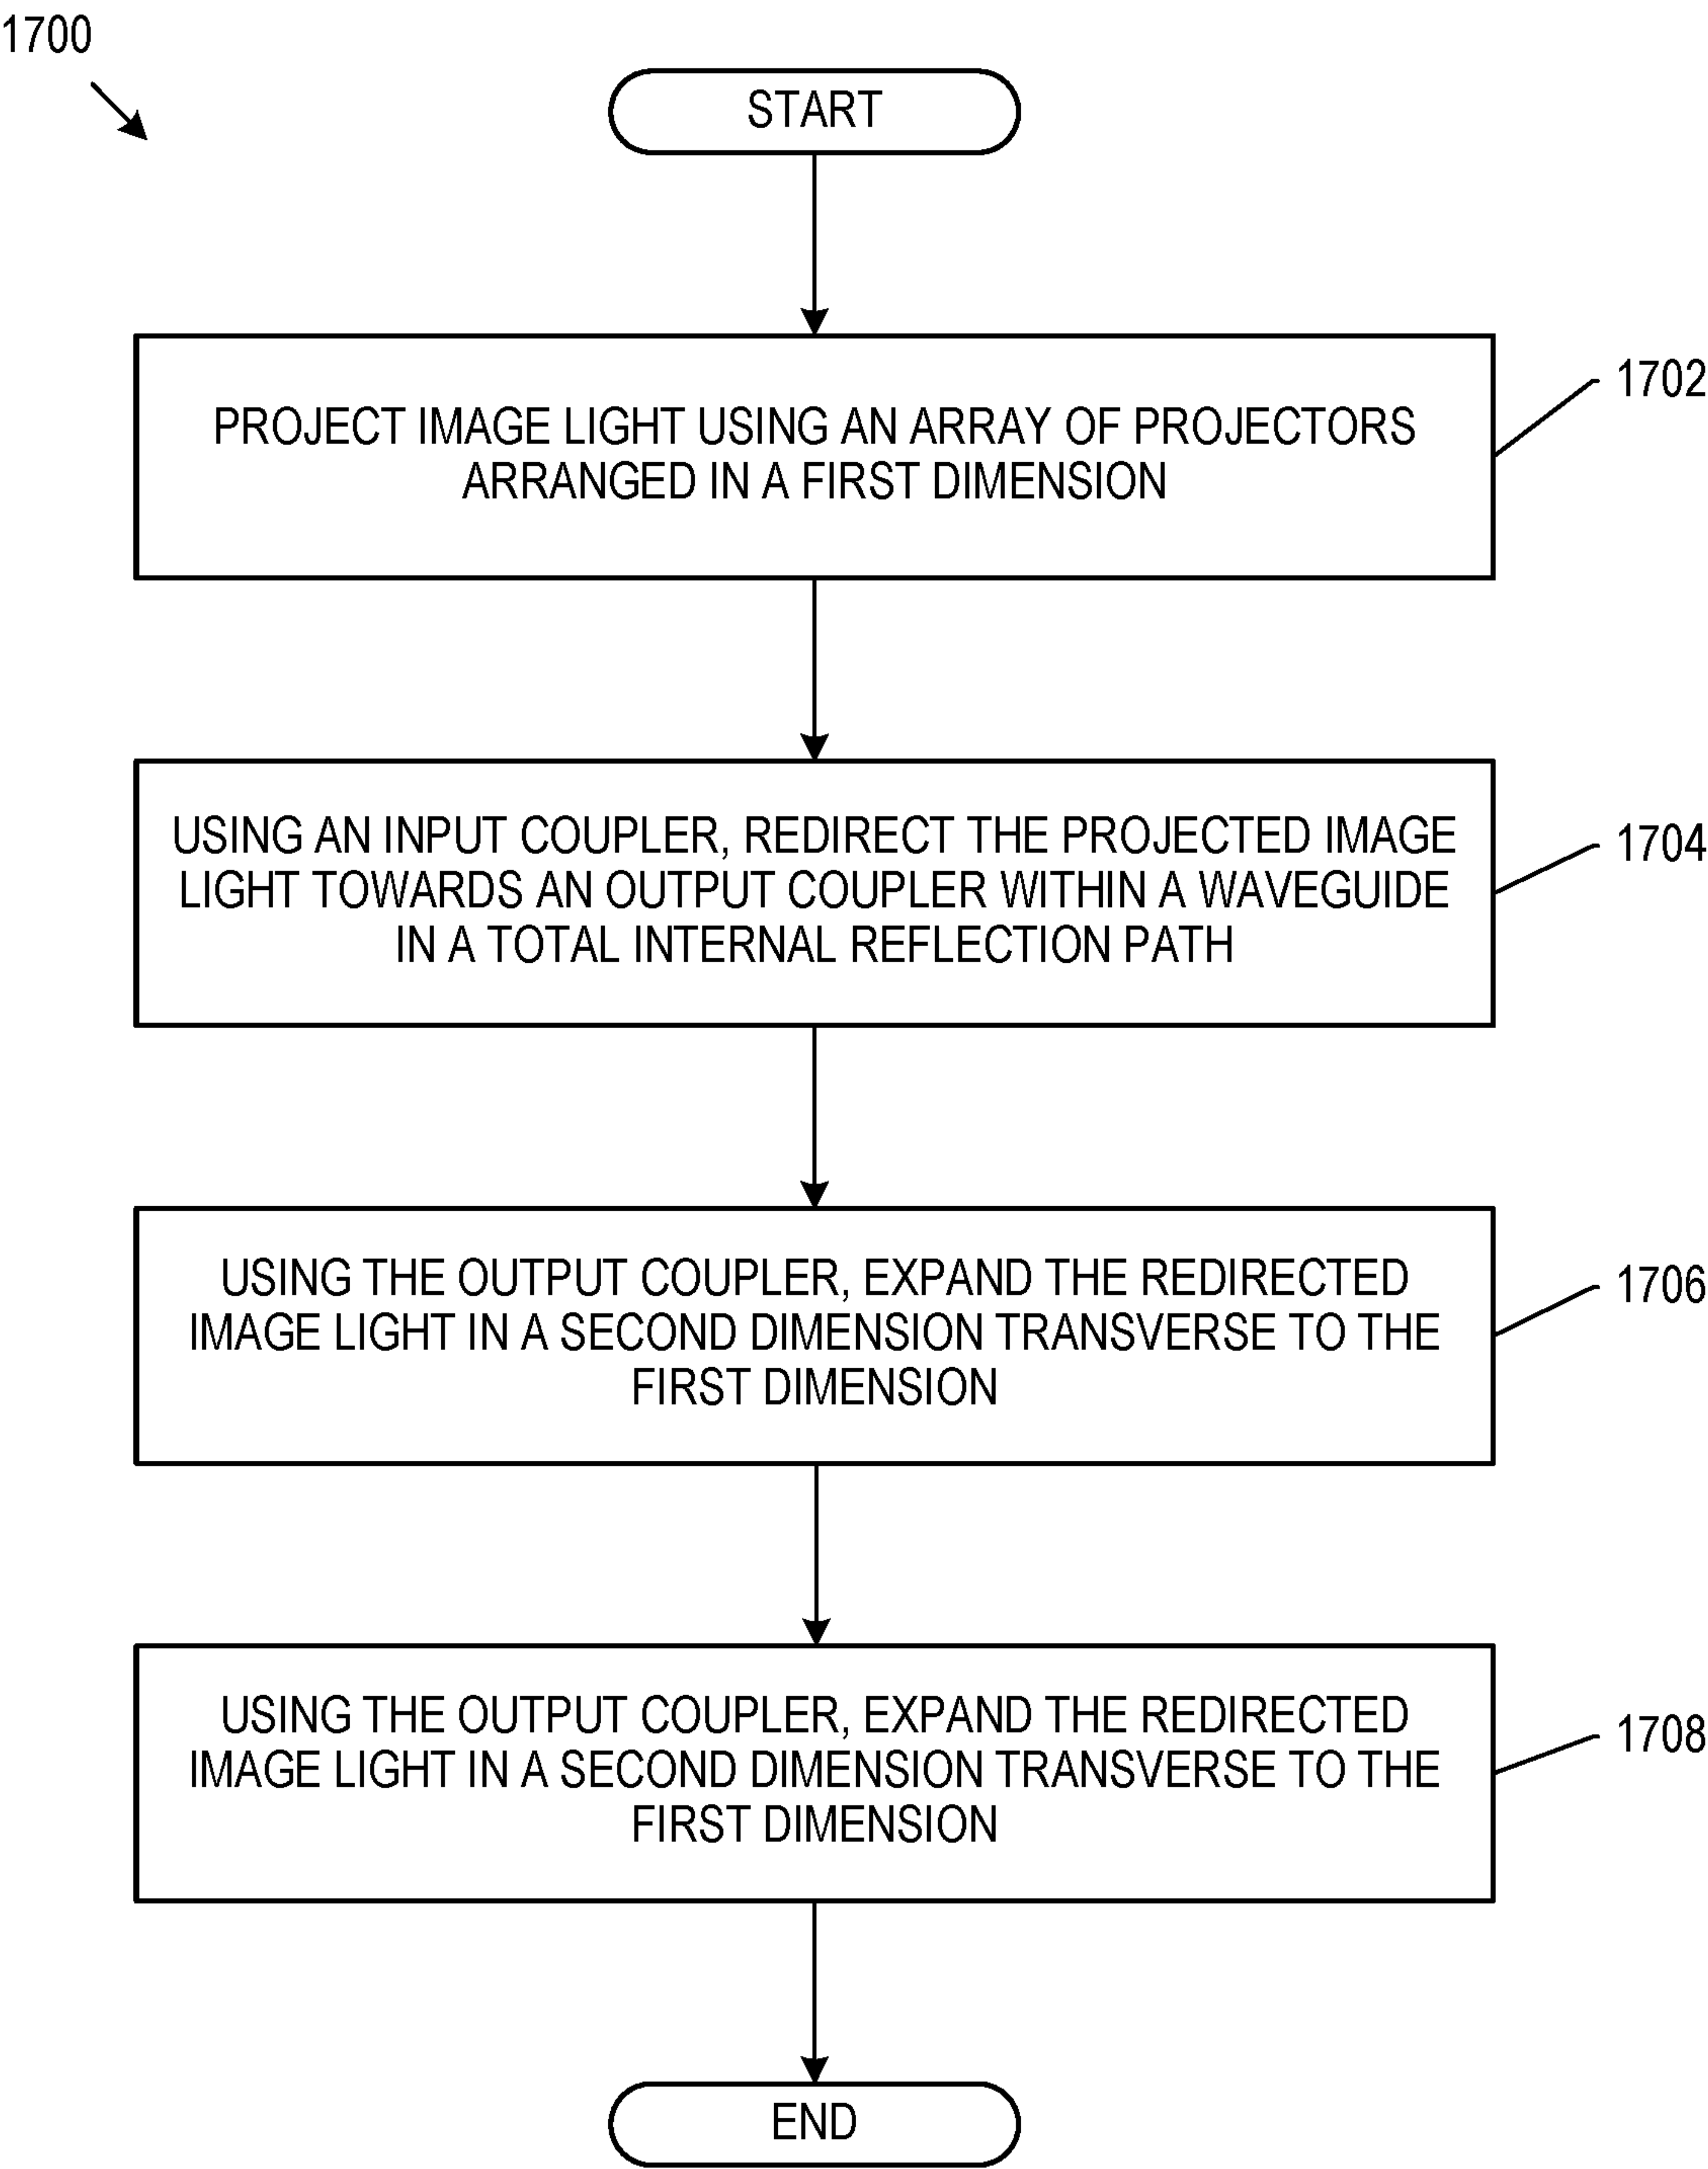 1700
START
PROJECT IMAGE LIGHT USING AN ARRAY OF PROJECTORS
ARRANGED IN A FIRST DIMENSION
1702
USING AN INPUT COUPLER, REDIRECT THE PROJECTED IMAGE
LIGHT TOWARDS AN OUTPUT COUPLER WITHIN A WAVEGUIDE
IN A TOTAL INTERNAL REFLECTION PATH
1704
USING THE OUTPUT COUPLER, EXPAND THE REDIRECTED
IMAGE LIGHT IN A SECOND DIMENSION TRANSVERSE TO THE
FIRST DIMENSION
1706
USING THE OUTPUT COUPLER, EXPAND THE REDIRECTED
IMAGE LIGHT IN A SECOND DIMENSION TRANSVERSE TO THE
FIRST DIMENSION
1708
END